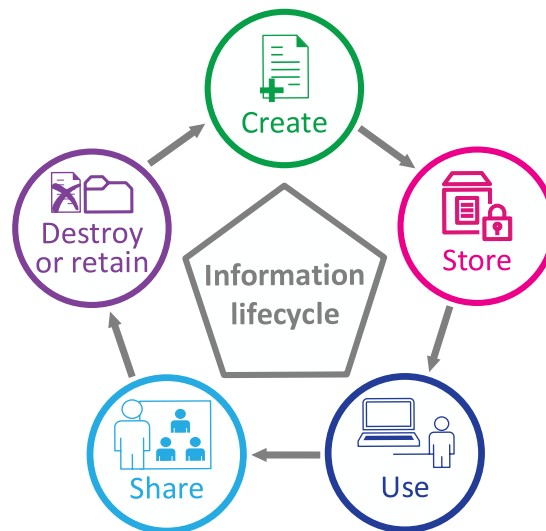 Create
Store
Use
Share
Destroy
or retain
Information
lifecycle